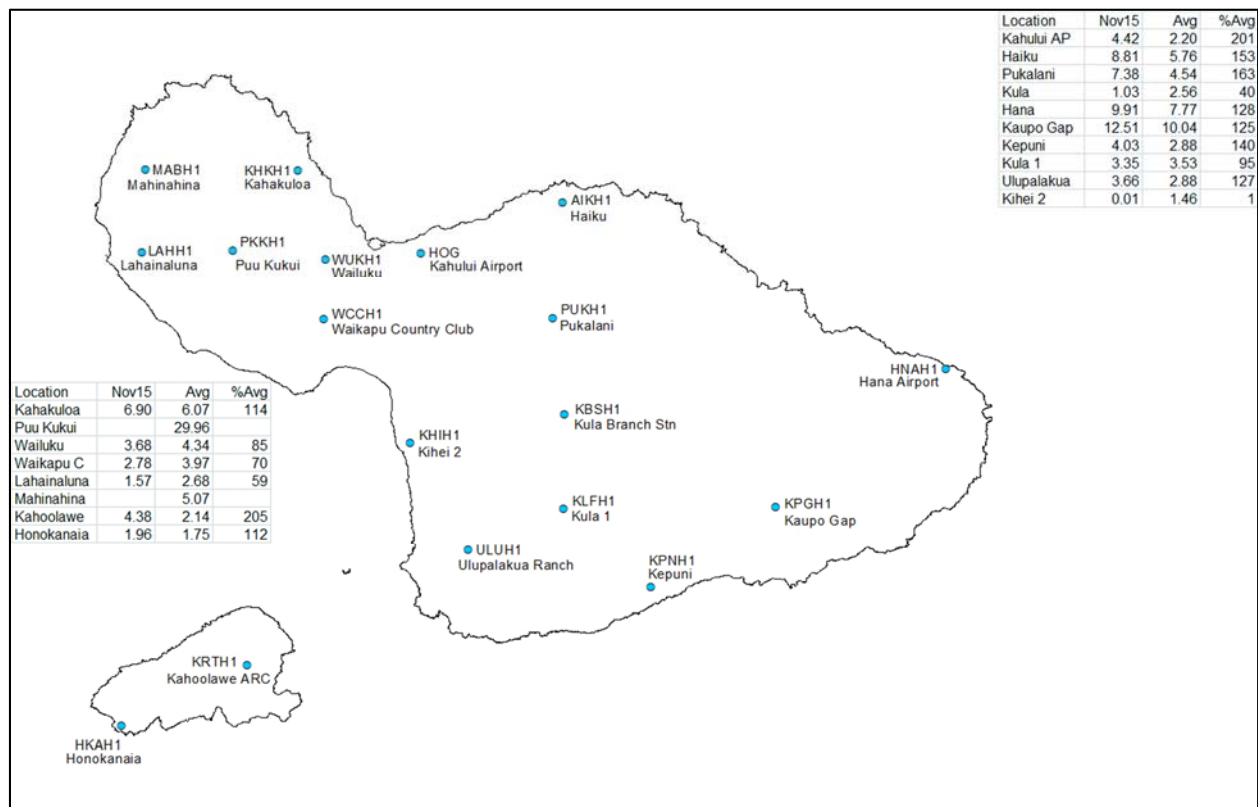 Location Nov15 Avg %Avg
Kahului AP 4.42 2.20 201
Haiku 8.81 5.76 153
Pukalani 7.38 4.54 163
Kula 1.03 2.56 40
Hana 9.91 7.77 128
Kaupo Gap 12.51 10.04 125
Kepuni 4.03 2.88 140
Kula 1 3.35 3.53 95
Ulupalakua 3.66 2.88 127
Kihei 2 0.01 1.46 1
MABH1
Mahinahina
KHKH1
Kahakuloa
AIKH1
Haiku
LAHH1
Lahainaluna
PKKH1
Puu Kukui
WUKH1
Wailuku
HOG
Kahului Airport
WCCH1
Waikapu Country Club
PUKH1
Pukalani
HNAH1
Hana Airport
Location Nov15 Avg %Avg
Kahakuloa 6.90 6.07 114
Puu Kukui 29.96
Wailuku 3.68 4.34 85
Waikapu C 2.78 3.97 70
Lahainaluna 1.57 2.68 59
Mahinahina 5.07
Kahoolawe 4.38 2.14 205
Honokanaia 1.96 1.75 112
KBSH1
Kula Branch Stn
KHIH1
Kihei 2
KLFH1
Kula 1
KPGH1
Kaupo Gap
ULUH1
Ulupalakua Ranch
KPNH1
Kepuni
KRTH1
Kahoolawe ARC
HKAH1
Honokanaia